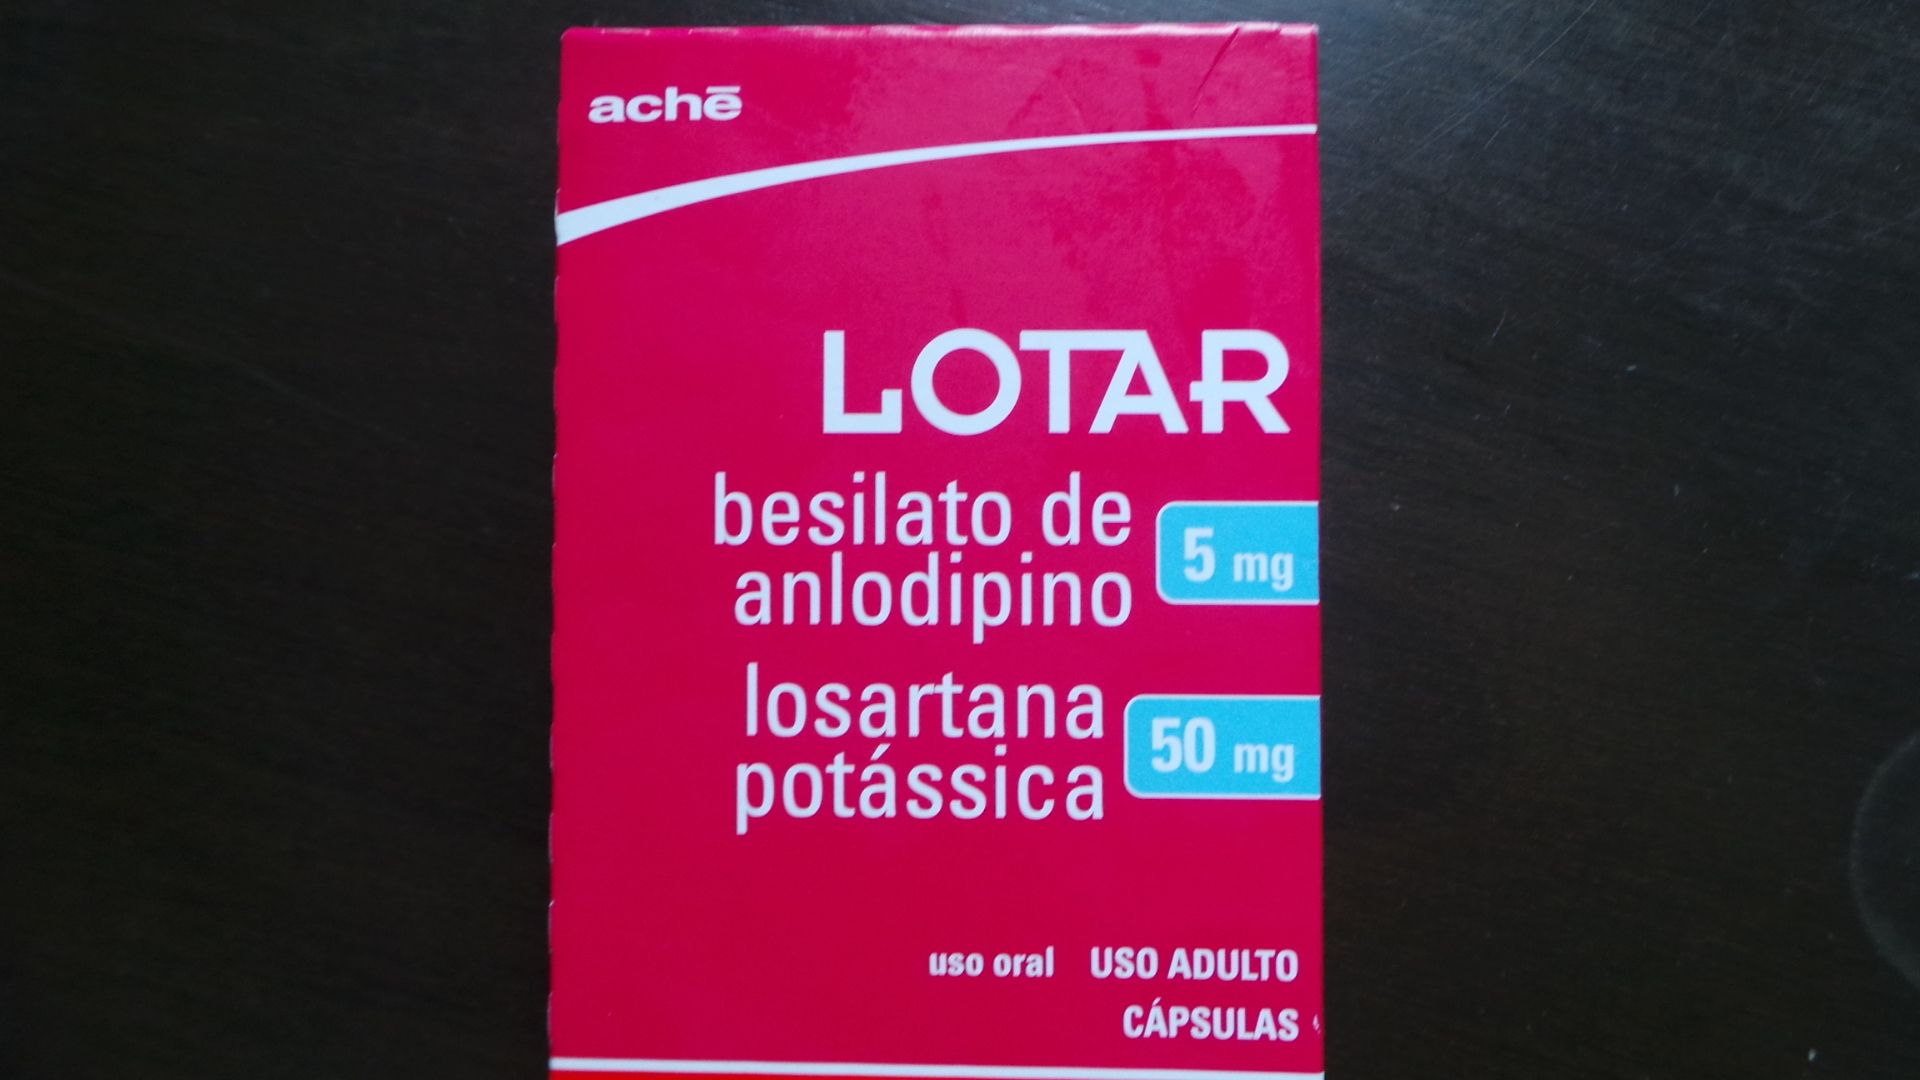 achē
LOTAR
besilato de
anlodipino
5 mg
losartana
potássica
50 mg
uso oral USO ADULTO
CÁPSULAS